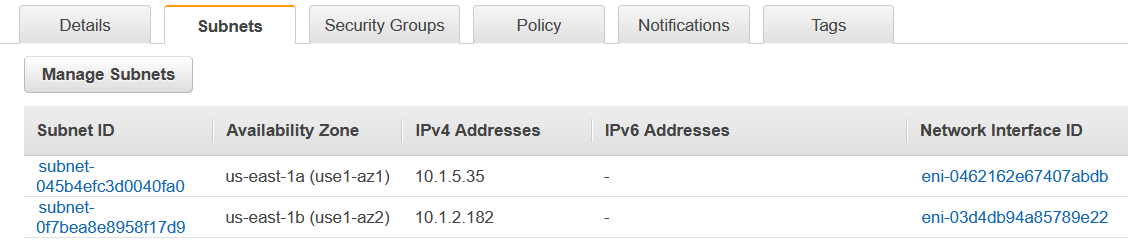 Details Subnets Security Groups Policy Notifications Tags
Manage Subnets
Subnet ID Availability Zone IPv4 Addresses IPv6 Addresses Network Interface ID
subnet-
045b4efc3d0040fa0 us-east-1a (use1-az1) 10.1.5.35 - eni-0462162e67407abdb
subnet-
0f7bea8e8958f17d9 us-east-1b (use1-az2) 10.1.2.182 - eni-03d4db94a85789e22